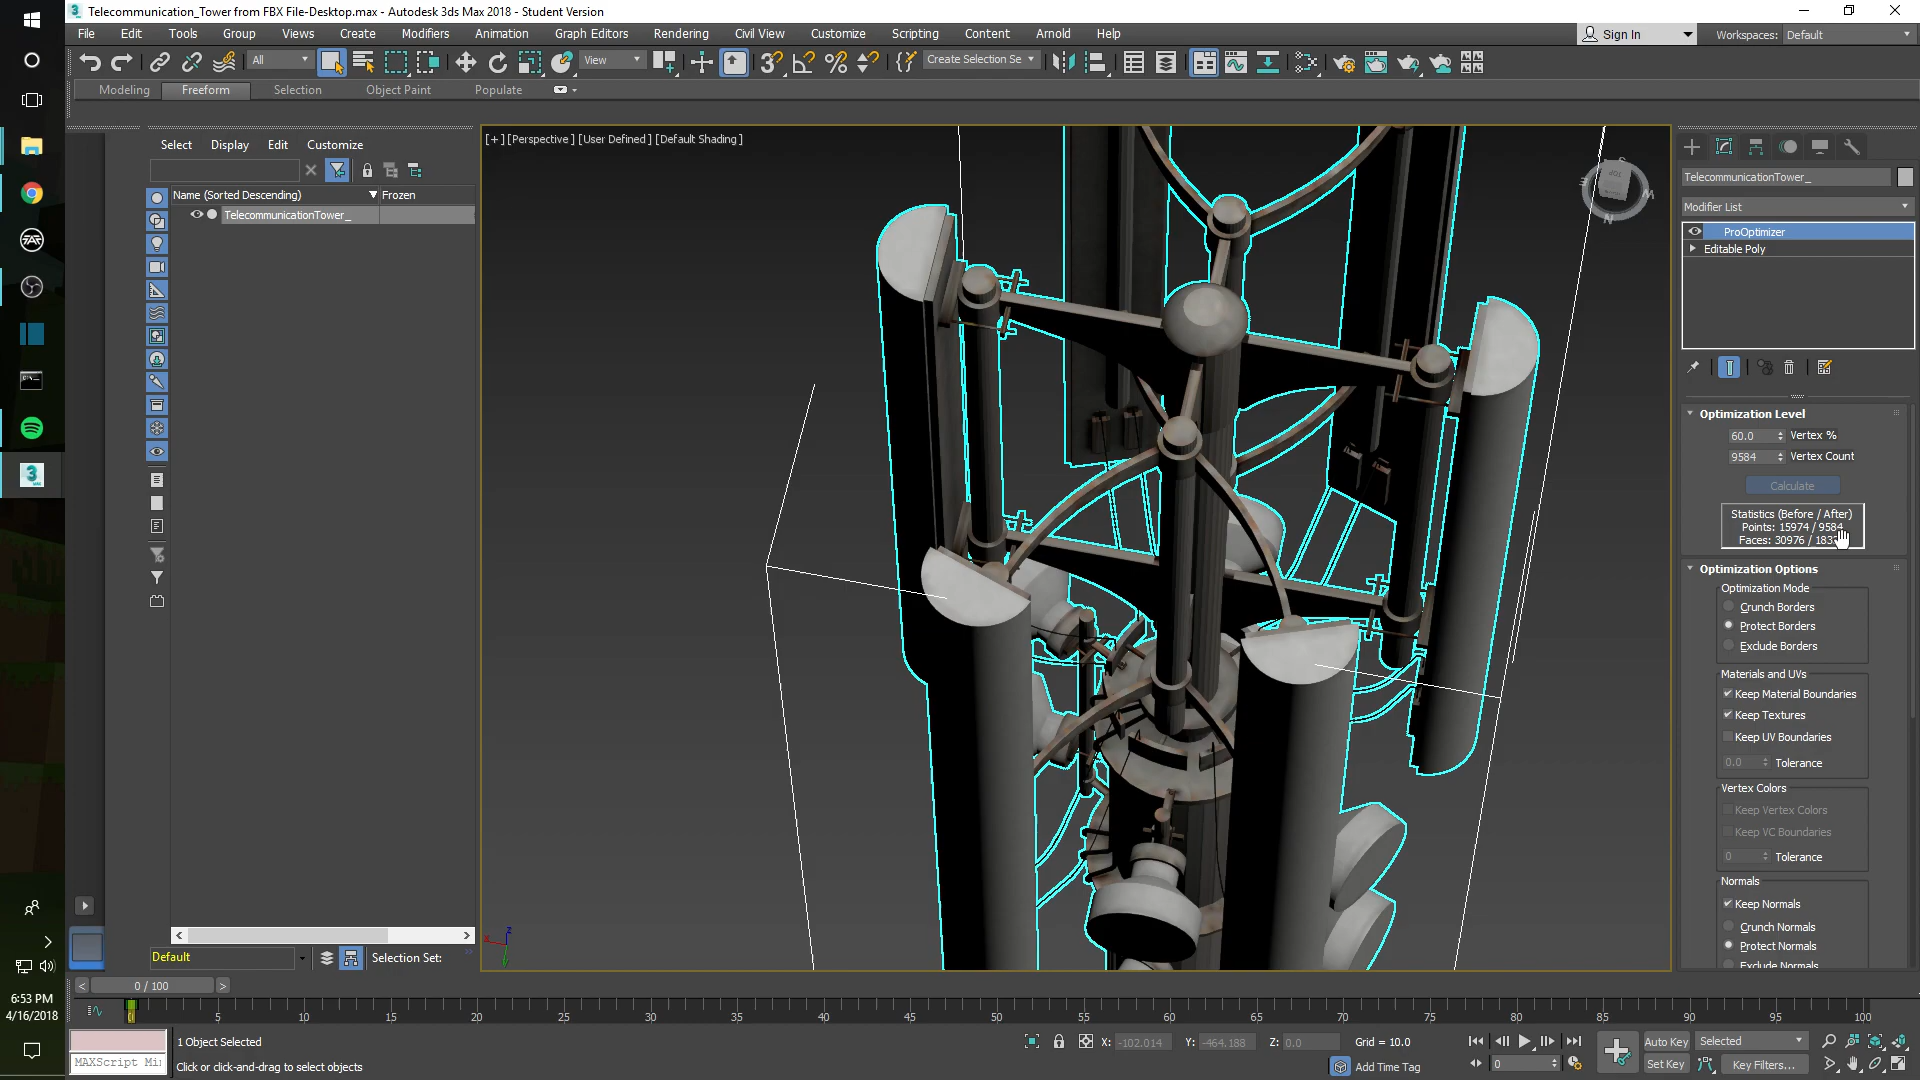 Telecommunication_Tower from FBX File-Desktop.max - Autodesk 3ds Max 2018 - Student Version
File Edit Tools Group Views Create Modifiers Animation Graph Editors Rendering Civil View Customize Scripting Content Arnold Help
Sign In
Workspaces: Default
All
View
Create Selection Se
Modeling Freeform Selection Object Paint Populate
Select Display Edit Customize
Name (Sorted Descending) Frozen
TelecommunicationTower_
[+] [Perspective] [User Defined] [Default Shading]
TelecommunicationTower_
Modifier List
ProOptimizer
Editable Poly
Optimization Level
60.0 Vertex %
9584 Vertex Count
Calculate
Statistics (Before / After)
Points: 15974 / 9584
Faces: 30976 /
Optimization Options
Optimization Mode
Crunch Borders
Protect Borders
Exclude Borders
Materials and UVs
Keep Material Boundaries
Keep Textures
Keep UV Boundaries
0.0 Tolerance
Vertex Colors
Keep Vertex Colors
Keep VC Boundaries
0 Tolerance
Normals
Keep Normals
Crunch Normals
Protect Normals
Exclude Normals
Default
Selection Set:
0 / 100
0 5 10 15 20 25 30 35 40 45 50 55 60 65 70 75 80 85 90 95 100
6:53 PM
4/16/2018
MAXScript Mi
1 Object Selected
Click or click-and-drag to select objects
X: -102.014 Y: -464.188 Z: 0.0 Grid = 10.0
Add Time Tag
0
Auto Key Selected
Set Key Key Filters...